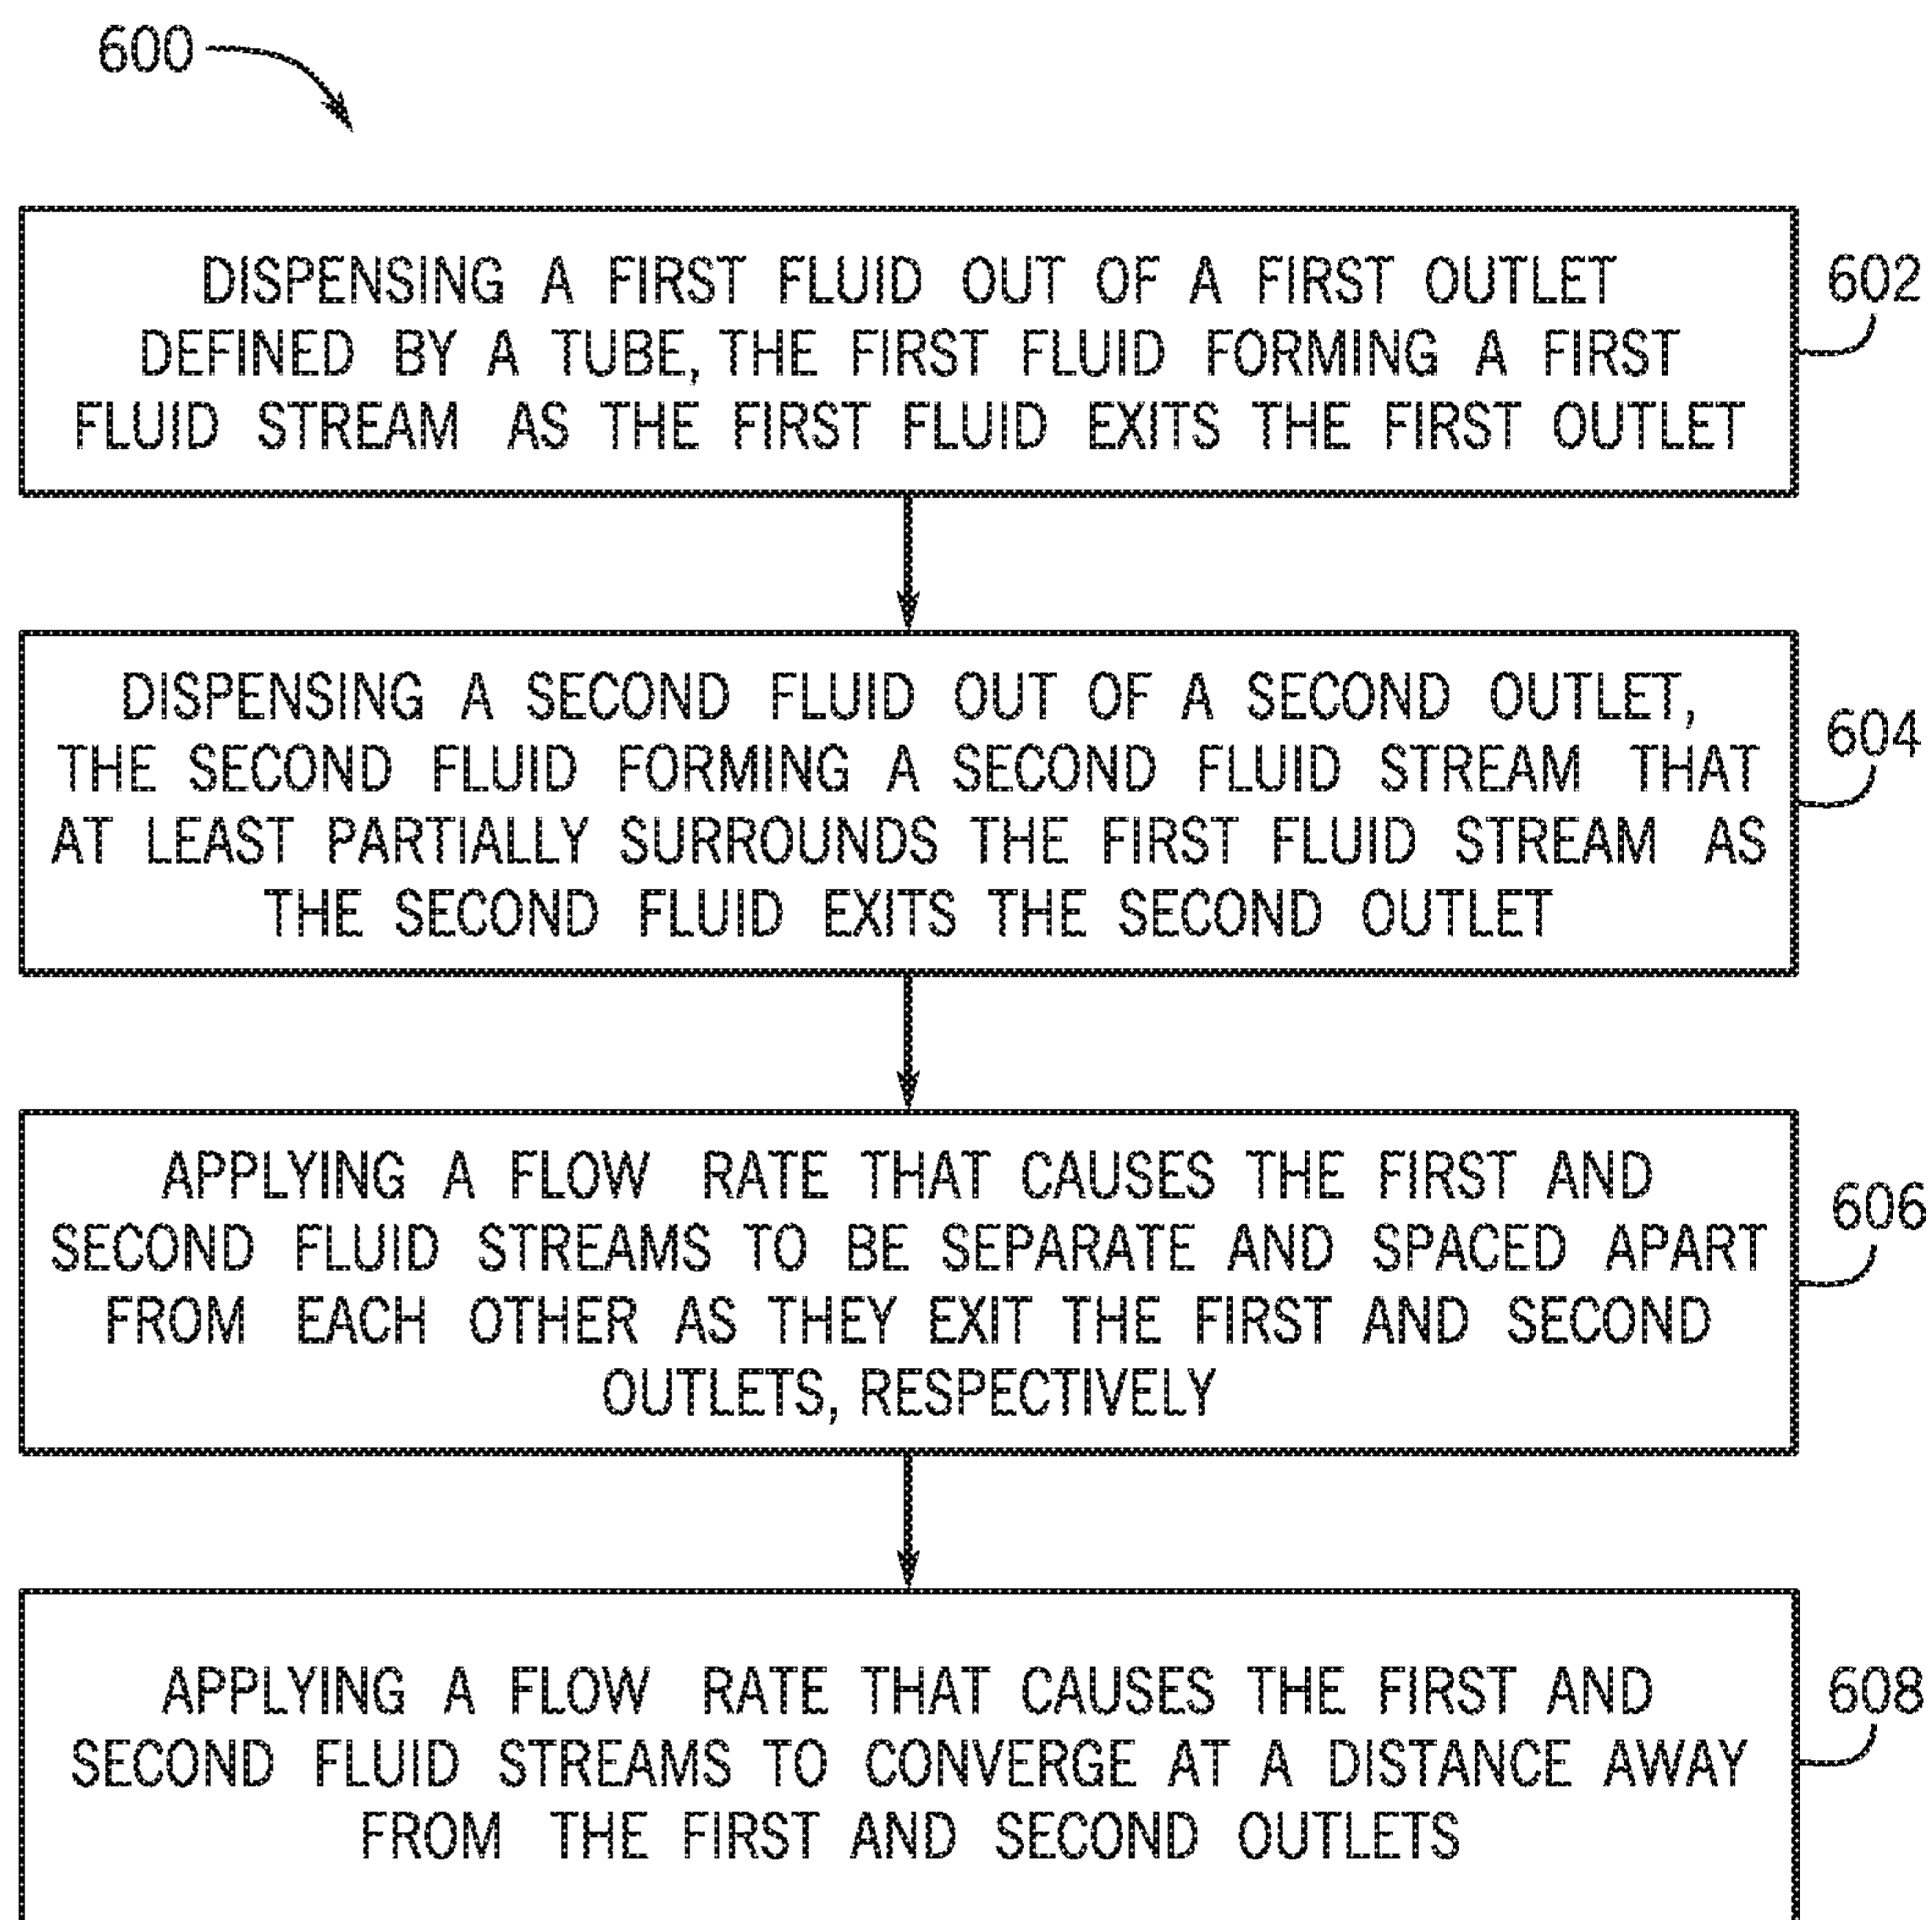 600
DISPENSING A FIRST FLUID OUT OF A FIRST OUTLET
DEFINED BY A TUBE, THE FIRST FLUID FORMING A FIRST
FLUID STREAM AS THE FIRST FLUID EXITS THE FIRST OUTLET
602
DISPENSING A SECOND FLUID OUT OF A SECOND OUTLET,
THE SECOND FLUID FORMING A SECOND FLUID STREAM THAT
AT LEAST PARTIALLY SURROUNDS THE FIRST FLUID STREAM AS
THE SECOND FLUID EXITS THE SECOND OUTLET
604
APPLYING A FLOW RATE THAT CAUSES THE FIRST AND
SECOND FLUID STREAMS TO BE SEPARATE AND SPACED APART
FROM EACH OTHER AS THEY EXIT THE FIRST AND SECOND
OUTLETS, RESPECTIVELY
606
APPLYING A FLOW RATE THAT CAUSES THE FIRST AND
SECOND FLUID STREAMS TO CONVERGE AT A DISTANCE AWAY
FROM THE FIRST AND SECOND OUTLETS
608